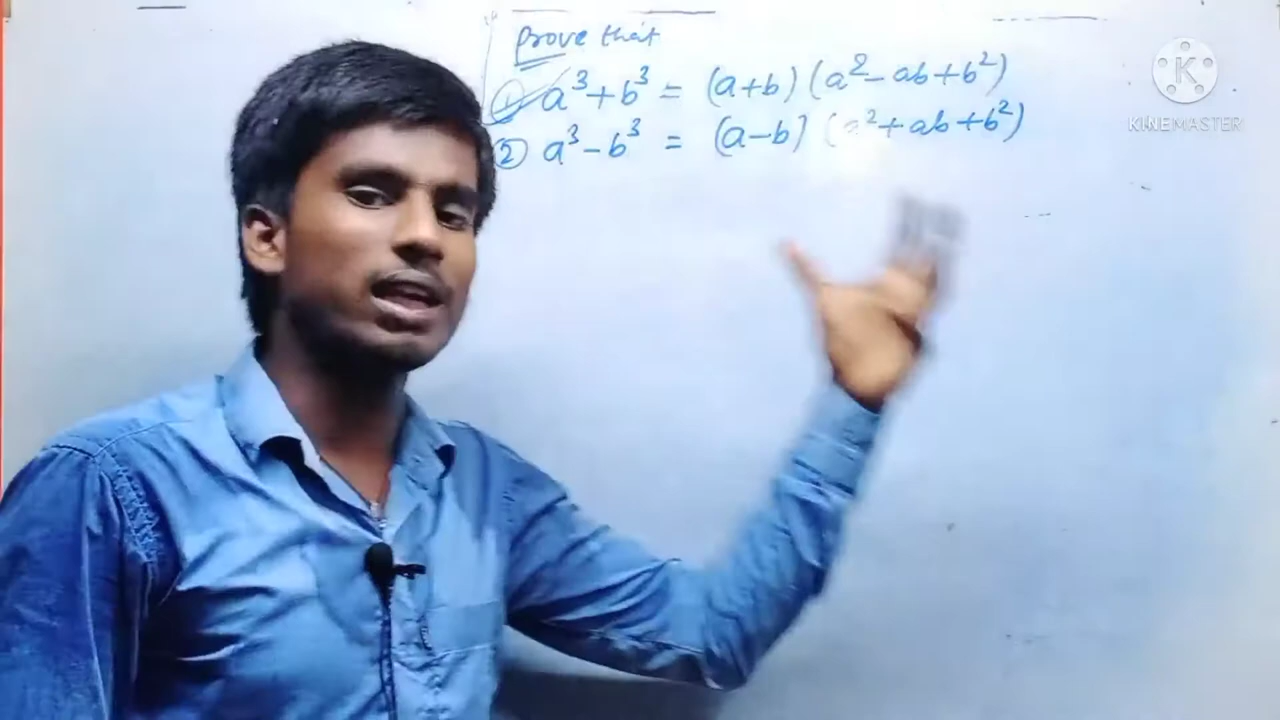 Prove that
① a³+b³ = (a+b) (a²-ab+b²)
② a³-b³ = (a-b) (a²+ab+b²)
K
KINEMASTER